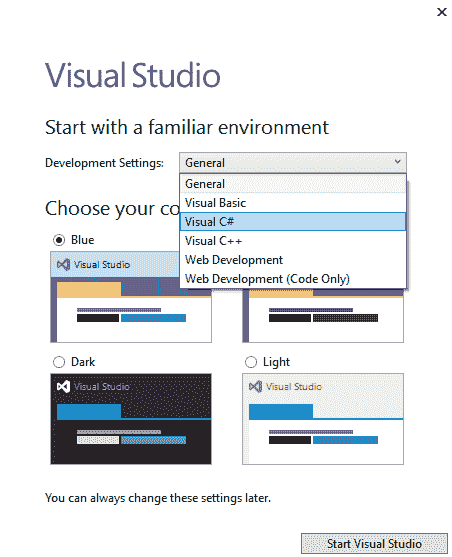 Visual Studio
Start with a familiar environment
Development Settings: General
General
Visual Basic
Visual C#
Visual C++
Web Development
Web Development (Code Only)
Choose your co
Blue
Visual Studio
Dark
Light
Visual Studio
Visual Studio
You can always change these settings later.
Start Visual Studio